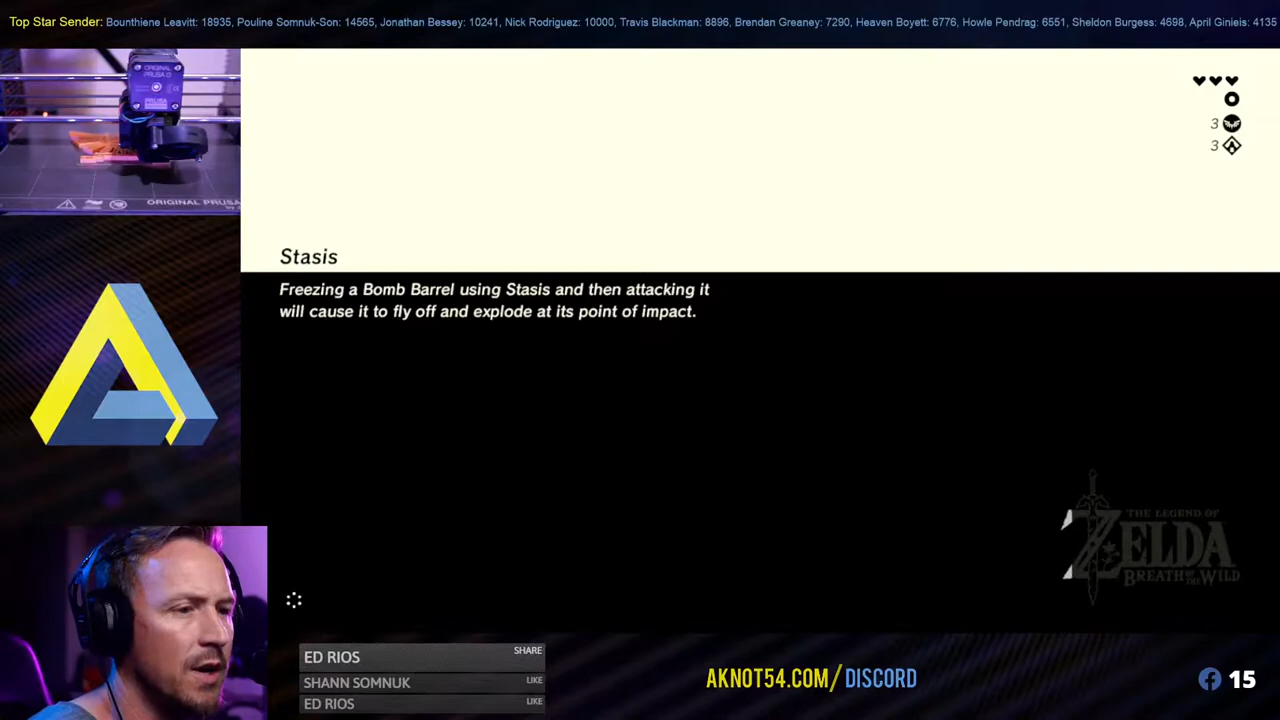 Top Star Sender: Bounthiene Leavitt: 18935, Pouline Somnuk-Son: 14565, Jonathan Bessey: 10241, Nick Rodriguez: 10000, Travis Blackman: 8896, Brendan Greaney: 7290, Heaven Boyett: 6776, Howle Pendrag: 6551, Sheldon Burgess: 4698, April Ginieis: 4135
ORIGINAL
PRUSA
ORIGINAL PRUSA
3
3
Stasis
Freezing a Bomb Barrel using Stasis and then attacking it
will cause it to fly off and explode at its point of impact.
THE LEGEND OF
ZELDA
BREATH OF THE WILD
ED RIOS SHARE
SHANN SOMNUK LIKE
ED RIOS LIKE
AKNOT54.COM/DISCORD
15